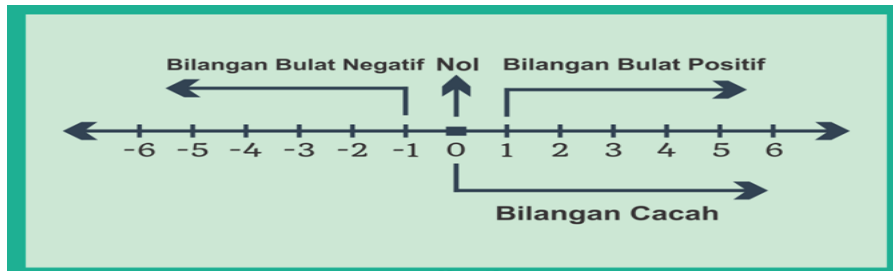 Bilangan Bulat Negatif Nol Bilangan Bulat Positif
-6 -5 -4 -3 -2 -1 0 1 2 3 4 5 6
Bilangan Cacah